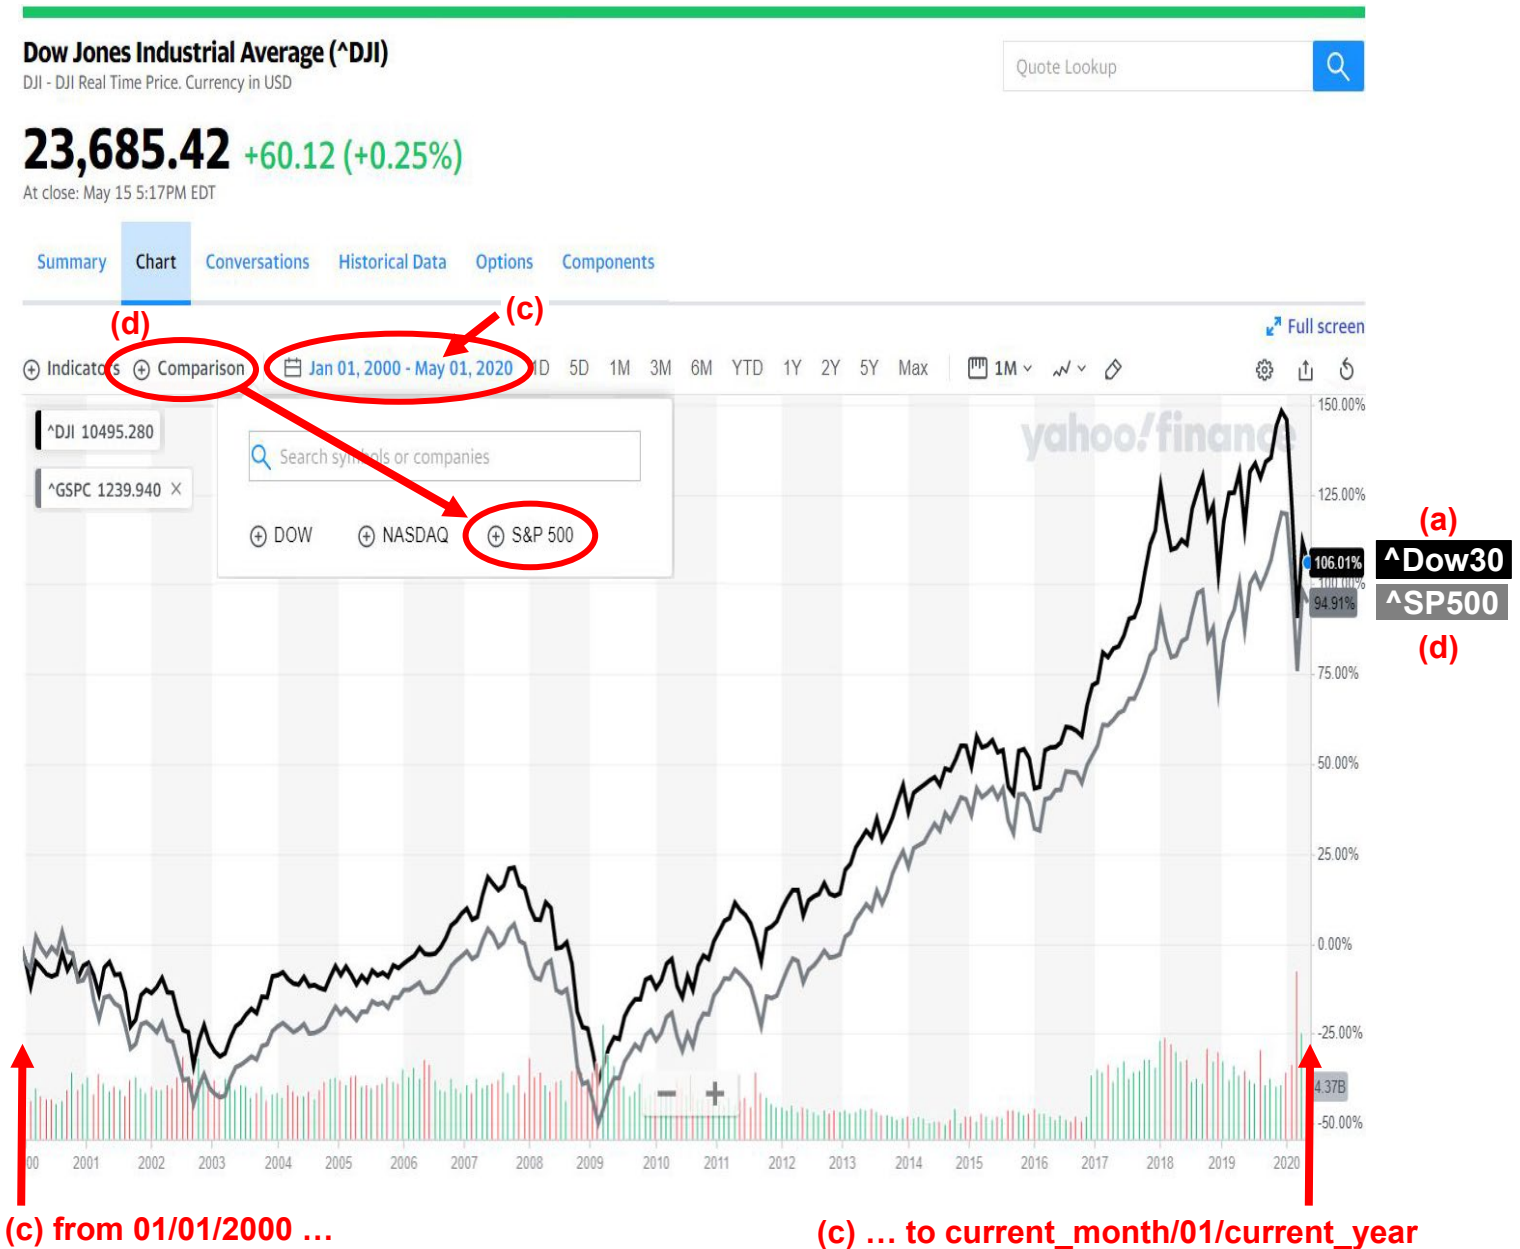 Dow Jones Industrial Average (^DJI)
DJI - DJI Real Time Price. Currency in USD
Quote Lookup
23,685.42 +60.12 (+0.25%)
At close: May 15 5:17PM EDT
Summary Chart Conversations Historical Data Options Components
(d) (c)
Full screen
Indicators Comparison Jan 01, 2000 - May 01, 2020 1D 5D 1M 3M 6M YTD 1Y 2Y 5Y Max 1M
^DJI 10495.280
^GSPC 1239.940 ×
Search symbols or companies
DOW NASDAQ S&P 500
yahoo!finance
150.00%
125.00%
106.01%
100.00%
94.91%
75.00%
50.00%
25.00%
0.00%
-25.00%
4.37B
-50.00%
(a)
^Dow30
^SP500
(d)
− +
00 2001 2002 2003 2004 2005 2006 2007 2008 2009 2010 2011 2012 2013 2014 2015 2016 2017 2018 2019 2020
(c) from 01/01/2000 ...
(c) ... to current_month/01/current_year